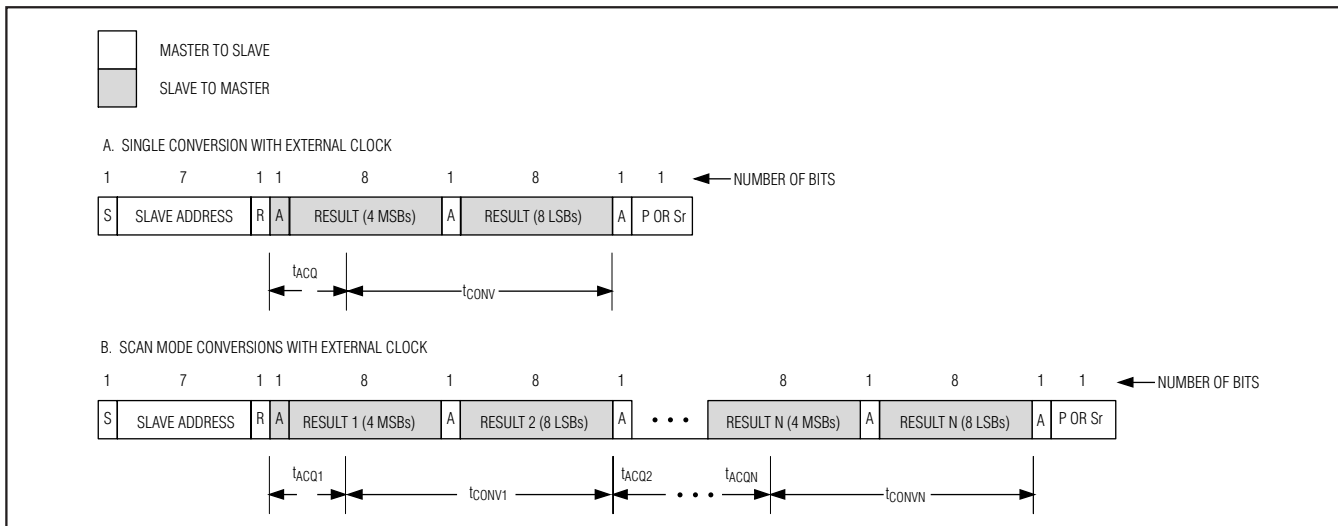 MASTER TO SLAVE
SLAVE TO MASTER
A. SINGLE CONVERSION WITH EXTERNAL CLOCK
1 7 1 1 8 1 8 1 1 NUMBER OF BITS
S SLAVE ADDRESS R A RESULT (4 MSBs) A RESULT (8 LSBs) A P OR Sr
tACQ
tCONV
B. SCAN MODE CONVERSIONS WITH EXTERNAL CLOCK
1 7 1 1 8 1 8 1 8 1 8 1 1 NUMBER OF BITS
S SLAVE ADDRESS R A RESULT 1 (4 MSBs) A RESULT 2 (8 LSBs) A • • • RESULT N (4 MSBs) A RESULT N (8 LSBs) A P OR Sr
tACQ1 tACQ2 tACQN
tCONV1 • • • tCONVN